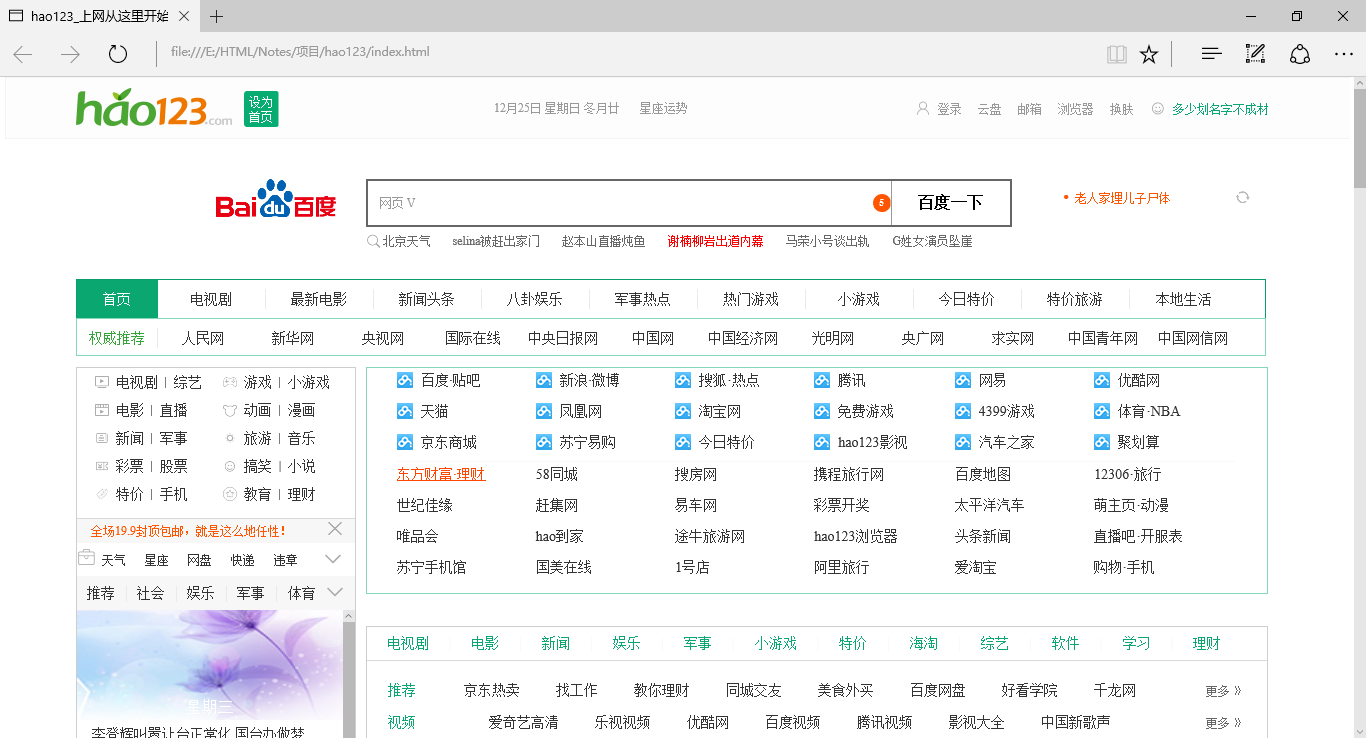 hao123_上网从这里开始
file:///E:/HTML/Notes/项目/hao123/index.html
hao123.com 设为首页 12月25日 星期日 冬月廿 星座运势 登录 云盘 邮箱 浏览器 换肤 多少划名字不成材
Bai du 百度 网页 V 5 百度一下 老人家埋儿子尸体
北京天气 selina被赶出家门 赵本山直播炖鱼 谢楠柳岩出道内幕 马荣小号谈出轨 G姓女演员坠崖
首页 电视剧 最新电影 新闻头条 八卦娱乐 军事热点 热门游戏 小游戏 今日特价 特价旅游 本地生活
权威推荐 人民网 新华网 央视网 国际在线 中央日报网 中国网 中国经济网 光明网 央广网 求实网 中国青年网 中国网信网
电视剧 | 综艺 游戏 | 小游戏
电影 | 直播 动画 | 漫画
新闻 | 军事 旅游 | 音乐
彩票 | 股票 搞笑 | 小说
特价 | 手机 教育 | 理财
全场19.9封顶包邮，就是这么地任性！
天气 星座 网盘 快递 违章
推荐 社会 娱乐 军事 体育
星期三
李登辉叫嚣让台正常化 国台办做梦
百度·贴吧 新浪·微博 搜狐·热点 腾讯 网易 优酷网
天猫 凤凰网 淘宝网 免费游戏 4399游戏 体育·NBA
京东商城 苏宁易购 今日特价 hao123影视 汽车之家 聚划算
东方财富·理财 58同城 搜房网 携程旅行网 百度地图 12306·旅行
世纪佳缘 赶集网 易车网 彩票开奖 太平洋汽车 萌主页·动漫
唯品会 hao到家 途牛旅游网 hao123浏览器 头条新闻 直播吧·开服表
苏宁手机馆 国美在线 1号店 阿里旅行 爱淘宝 购物·手机
电视剧 电影 新闻 娱乐 军事 小游戏 特价 海淘 综艺 软件 学习 理财
推荐 京东热卖 找工作 教你理财 同城交友 美食外买 百度网盘 好看学院 千龙网 更多 》
视频 爱奇艺高清 乐视视频 优酷网 百度视频 腾讯视频 影视大全 中国新歌声 更多 》